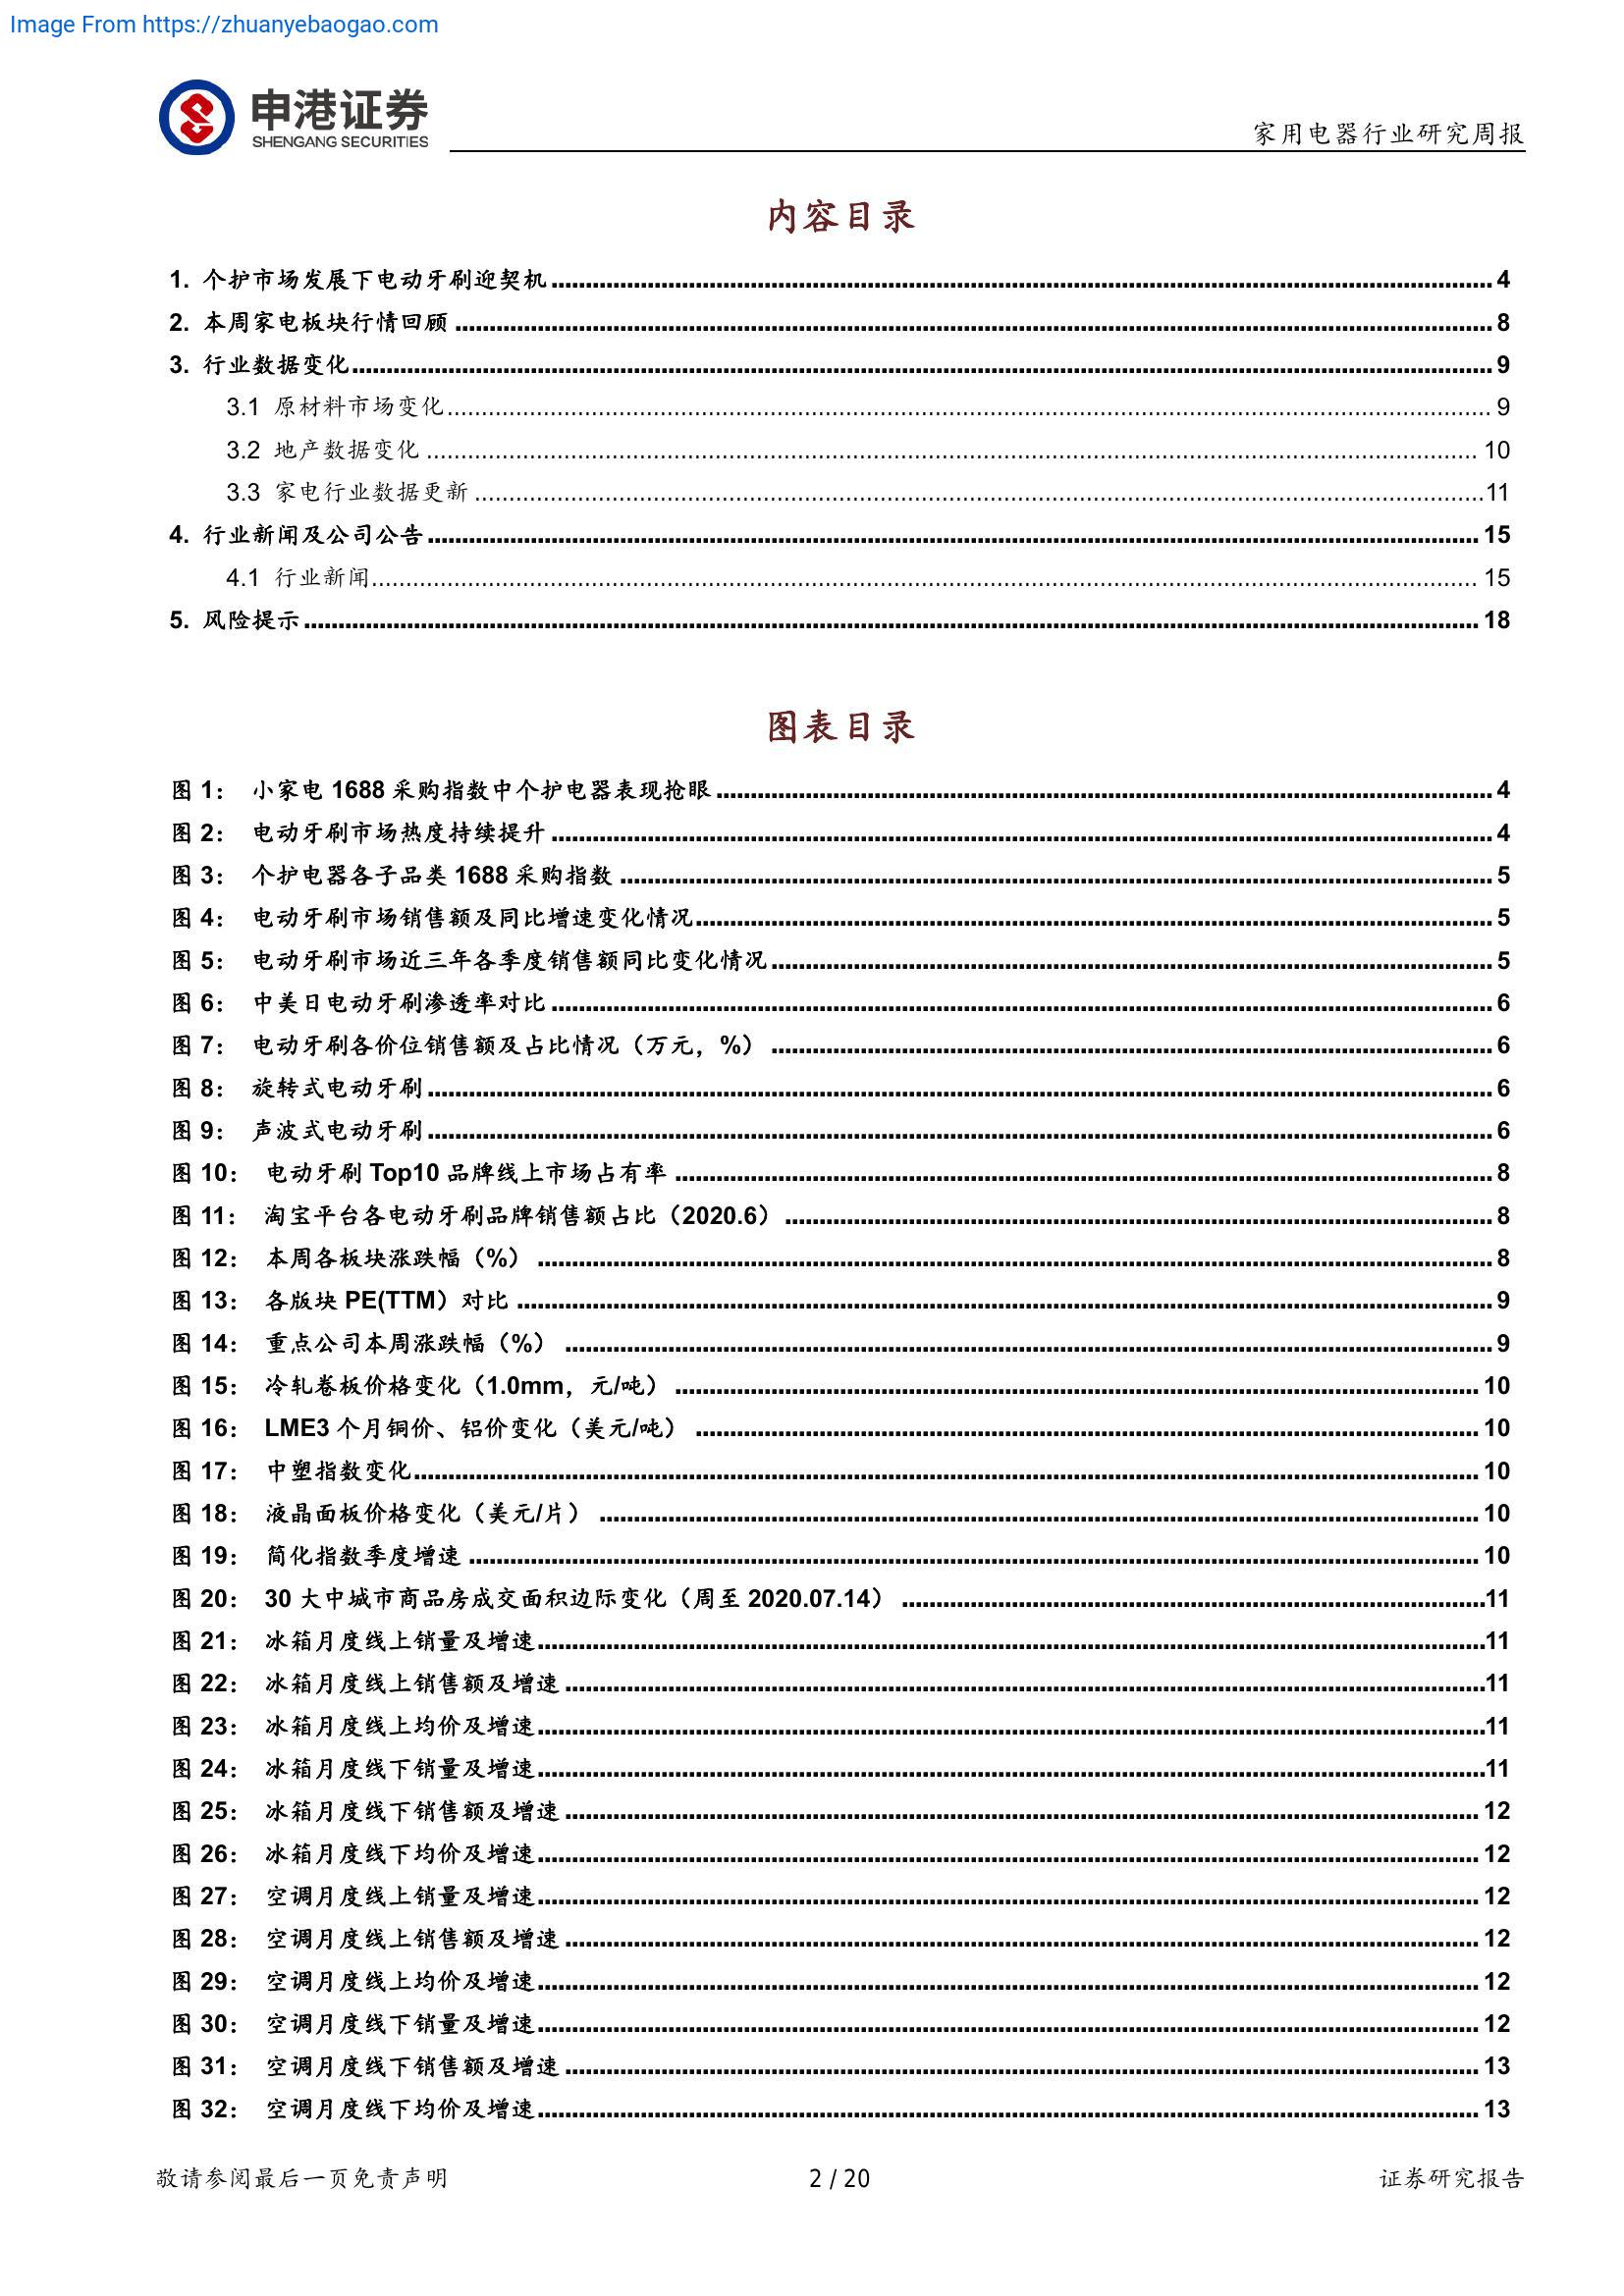 Image From https://zhuanyebaogao.com
申港证券
SHENGANG SECURITIES
家用电器行业研究周报
内容目录
1. 个护市场发展下电动牙刷迎契机 4
2. 本周家电板块行情回顾 8
3. 行业数据变化 9
3.1 原材料市场变化 9
3.2 地产数据变化 10
3.3 家电行业数据更新 11
4. 行业新闻及公司公告 15
4.1 行业新闻 15
5. 风险提示 18
图表目录
图 1： 小家电 1688 采购指数中个护电器表现抢眼 4
图 2： 电动牙刷市场热度持续提升 4
图 3： 个护电器各子品类 1688 采购指数 5
图 4： 电动牙刷市场销售额及同比增速变化情况 5
图 5： 电动牙刷市场近三年各季度销售额同比变化情况 5
图 6： 中美日电动牙刷渗透率对比 6
图 7： 电动牙刷各价位销售额及占比情况（万元，%） 6
图 8： 旋转式电动牙刷 6
图 9： 声波式电动牙刷 6
图 10： 电动牙刷 Top10 品牌线上市场占有率 8
图 11： 淘宝平台各电动牙刷品牌销售额占比（2020.6） 8
图 12： 本周各板块涨跌幅（%） 8
图 13： 各版块 PE(TTM）对比 9
图 14： 重点公司本周涨跌幅（%） 9
图 15： 冷轧卷板价格变化（1.0mm，元/吨） 10
图 16： LME3 个月铜价、铝价变化（美元/吨） 10
图 17： 中塑指数变化 10
图 18： 液晶面板价格变化（美元/片） 10
图 19： 简化指数季度增速 10
图 20： 30 大中城市商品房成交面积边际变化（周至 2020.07.14） 11
图 21： 冰箱月度线上销量及增速 11
图 22： 冰箱月度线上销售额及增速 11
图 23： 冰箱月度线上均价及增速 11
图 24： 冰箱月度线下销量及增速 11
图 25： 冰箱月度线下销售额及增速 12
图 26： 冰箱月度线下均价及增速 12
图 27： 空调月度线上销量及增速 12
图 28： 空调月度线上销售额及增速 12
图 29： 空调月度线上均价及增速 12
图 30： 空调月度线下销量及增速 12
图 31： 空调月度线下销售额及增速 13
图 32： 空调月度线下均价及增速 13
敬请参阅最后一页免责声明 2 / 20 证券研究报告